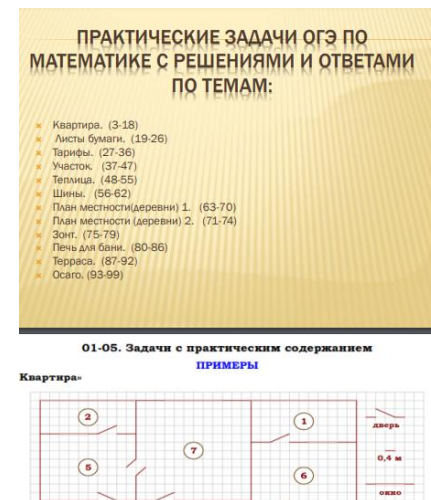 ПРАКТИЧЕСКИЕ ЗАДАЧИ ОГЭ ПО
МАТЕМАТИКЕ С РЕШЕНИЯМИ И ОТВЕТАМИ
ПО ТЕМАМ:
Квартира. (3-18)
Листы бумаги. (19-26)
Тарифы. (27-36)
Участок. (37-47)
Теплица. (48-55)
Шины. (56-62)
План местности(деревни) 1. (63-70)
План местности (деревни) 2. (71-74)
Зонт. (75-79)
Печь для бани. (80-86)
Терраса. (87-92)
Осаго. (93-99)
01-05. Задачи с практическим содержанием
ПРИМЕРЫ
Квартира»
2
1
дверь
7
0,4 м
5
6
окно